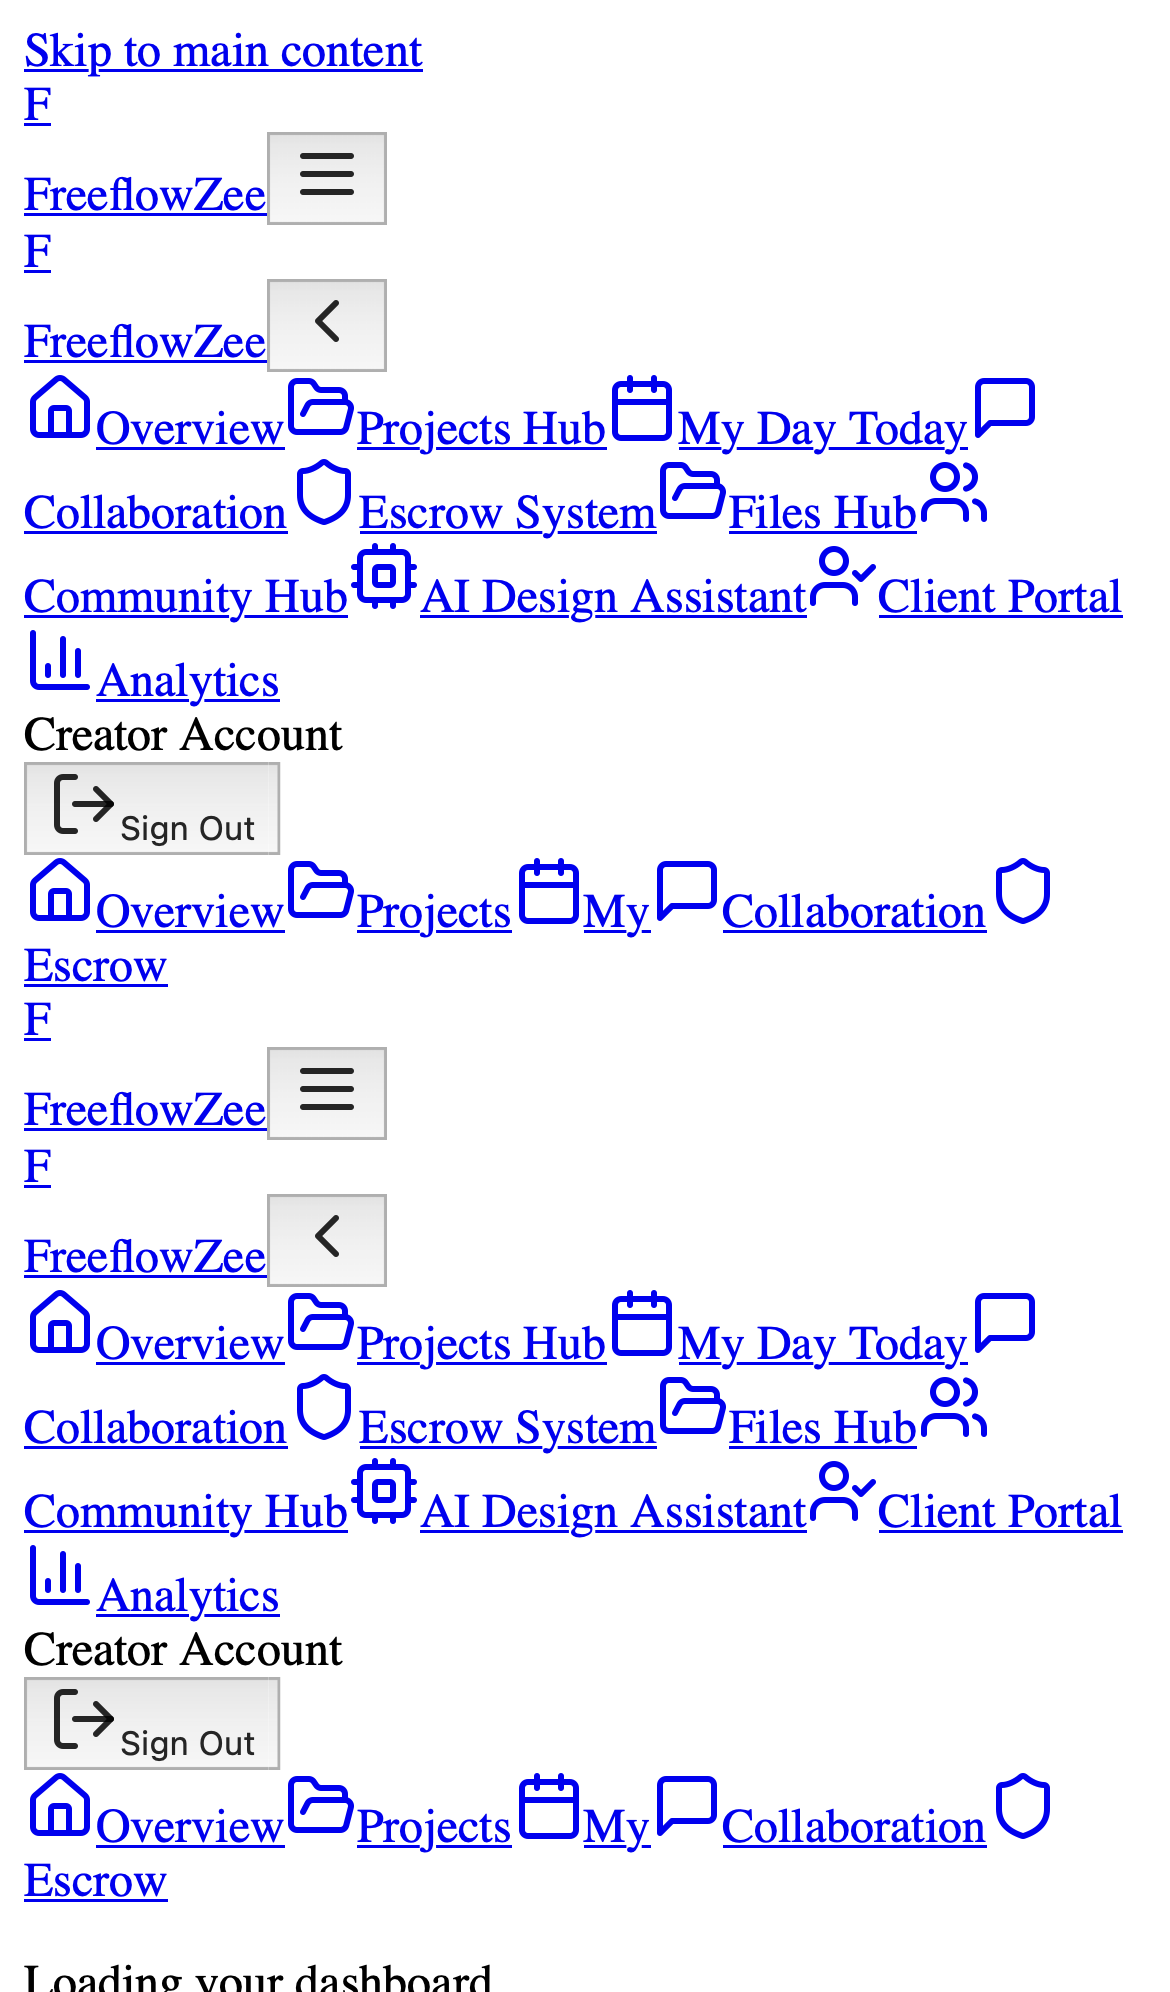 Skip to main content
F
FreeflowZee
F
FreeflowZee
Overview Projects Hub My Day Today
Collaboration Escrow System Files Hub
Community Hub AI Design Assistant Client Portal
Analytics
Creator Account
Sign Out
Overview Projects My Collaboration
Escrow
F
FreeflowZee
F
FreeflowZee
Overview Projects Hub My Day Today
Collaboration Escrow System Files Hub
Community Hub AI Design Assistant Client Portal
Analytics
Creator Account
Sign Out
Overview Projects My Collaboration
Escrow
Loading your dashboard